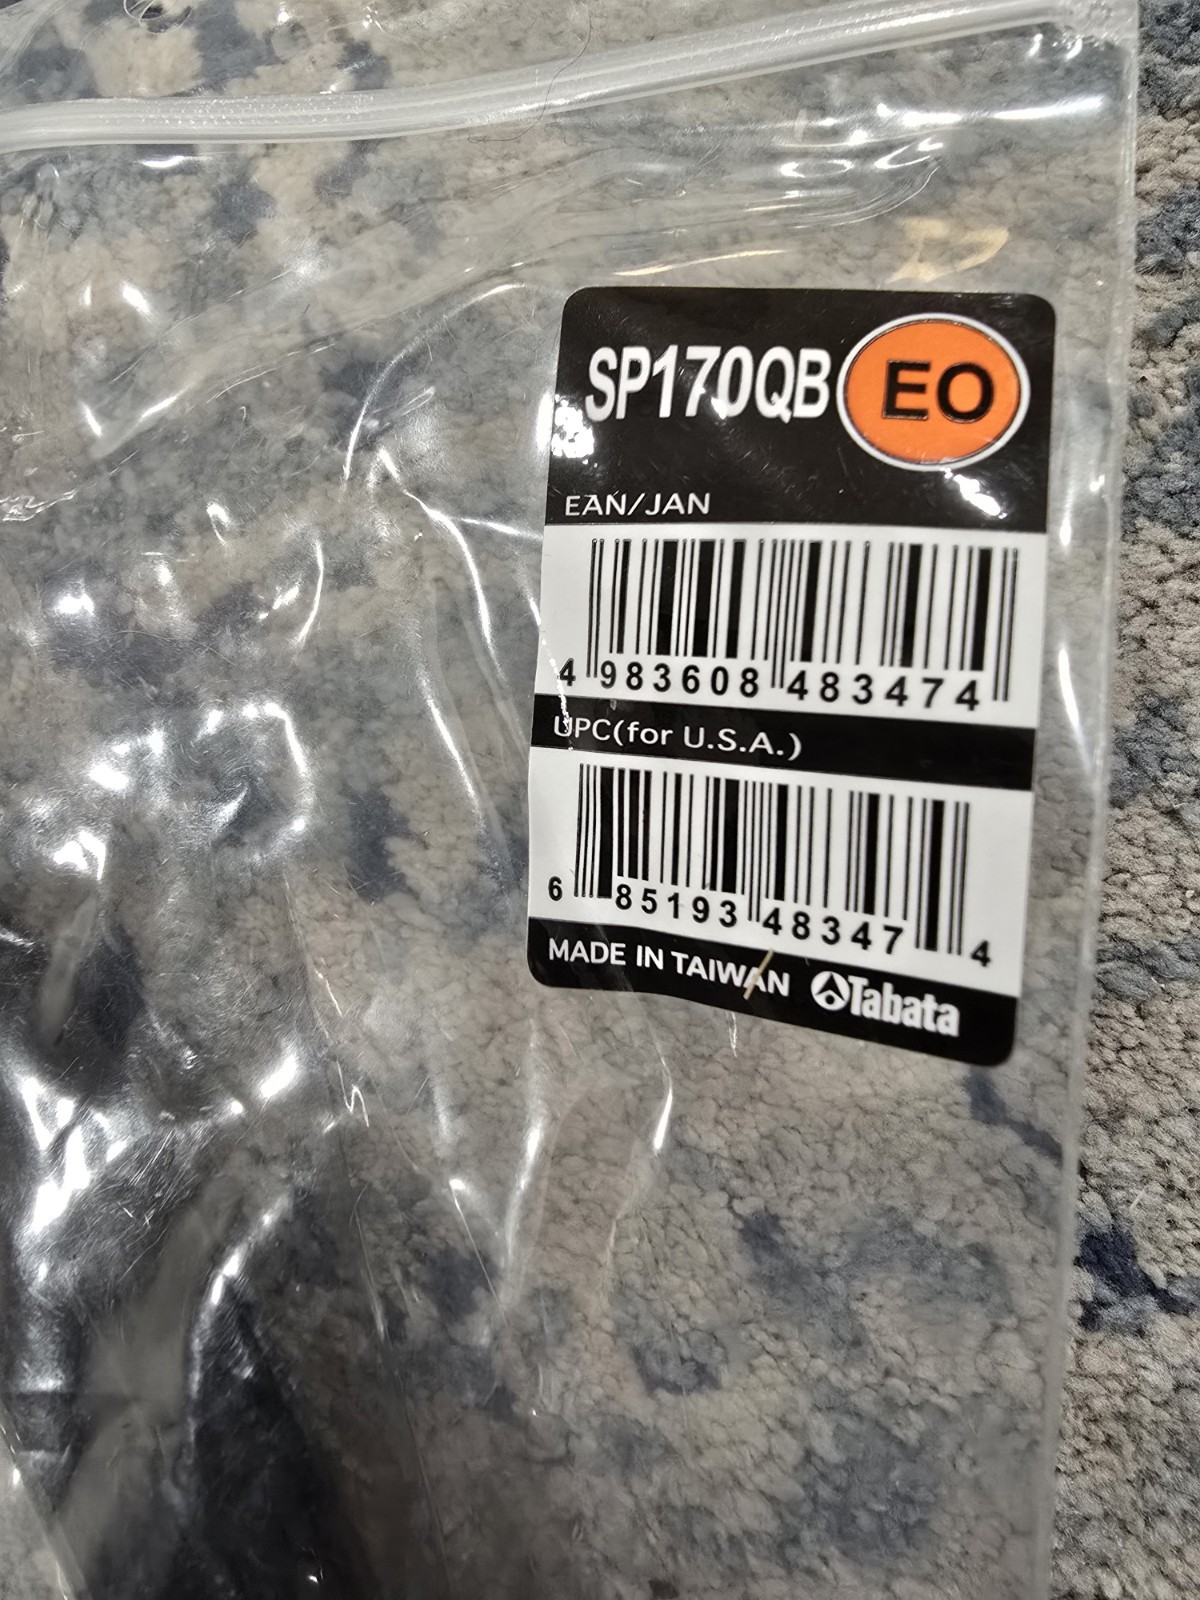 SP170QB EO
EAN/JAN
4 983608 483474
UPC(for U.S.A.)
6 85193 48347 4
MADE IN TAIWAN Tabata